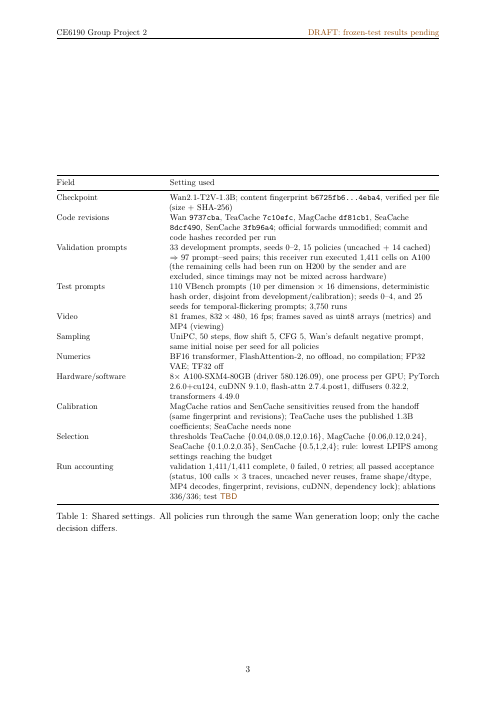 CE6190 Group Project 2 DRAFT: frozen-test results pending
Field Setting used
Checkpoint Wan2.1-T2V-1.3B; content fingerprint b6725fb6...4eba4, verified per file
(size + SHA-256)
Code revisions Wan 9737cba, TeaCache 7c10efc, MagCache df81cb1, SeaCache
8dcf490, SenCache 3fb96a4; official forwards unmodified; commit and
code hashes recorded per run
Validation prompts 33 development prompts, seeds 0–2, 15 policies (uncached + 14 cached)
⇒ 97 prompt–seed pairs; this receiver run executed 1,411 cells on A100
(the remaining cells had been run on H200 by the sender and are
excluded, since timings may not be mixed across hardware)
Test prompts 110 VBench prompts (10 per dimension × 16 dimensions, deterministic
hash order, disjoint from development/calibration); seeds 0–4, and 25
seeds for temporal-flickering prompts; 3,750 runs
Video 81 frames, 832 × 480, 16 fps; frames saved as uint8 arrays (metrics) and
MP4 (viewing)
Sampling UniPC, 50 steps, flow shift 5, CFG 5, Wan's default negative prompt,
same initial noise per seed for all policies
Numerics BF16 transformer, FlashAttention-2, no offload, no compilation; FP32
VAE; TF32 off
Hardware/software 8× A100-SXM4-80GB (driver 580.126.09), one process per GPU; PyTorch
2.6.0+cu124, cuDNN 9.1.0, flash-attn 2.7.4.post1, diffusers 0.32.2,
transformers 4.49.0
Calibration MagCache ratios and SenCache sensitivities reused from the handoff
(same fingerprint and revisions); TeaCache uses the published 1.3B
coefficients; SeaCache needs none
Selection thresholds TeaCache {0.04,0.08,0.12,0.16}, MagCache {0.06,0.12,0.24},
SeaCache {0.1,0.2,0.35}, SenCache {0.5,1,2,4}; rule: lowest LPIPS among
settings reaching the budget
Run accounting validation 1,411/1,411 complete, 0 failed, 0 retries; all passed acceptance
(status, 100 calls × 3 traces, uncached never reuses, frame shape/dtype,
MP4 decodes, fingerprint, revisions, cuDNN, dependency lock); ablations
336/336; test TBD
Table 1: Shared settings. All policies run through the same Wan generation loop; only the cache
decision differs.
3